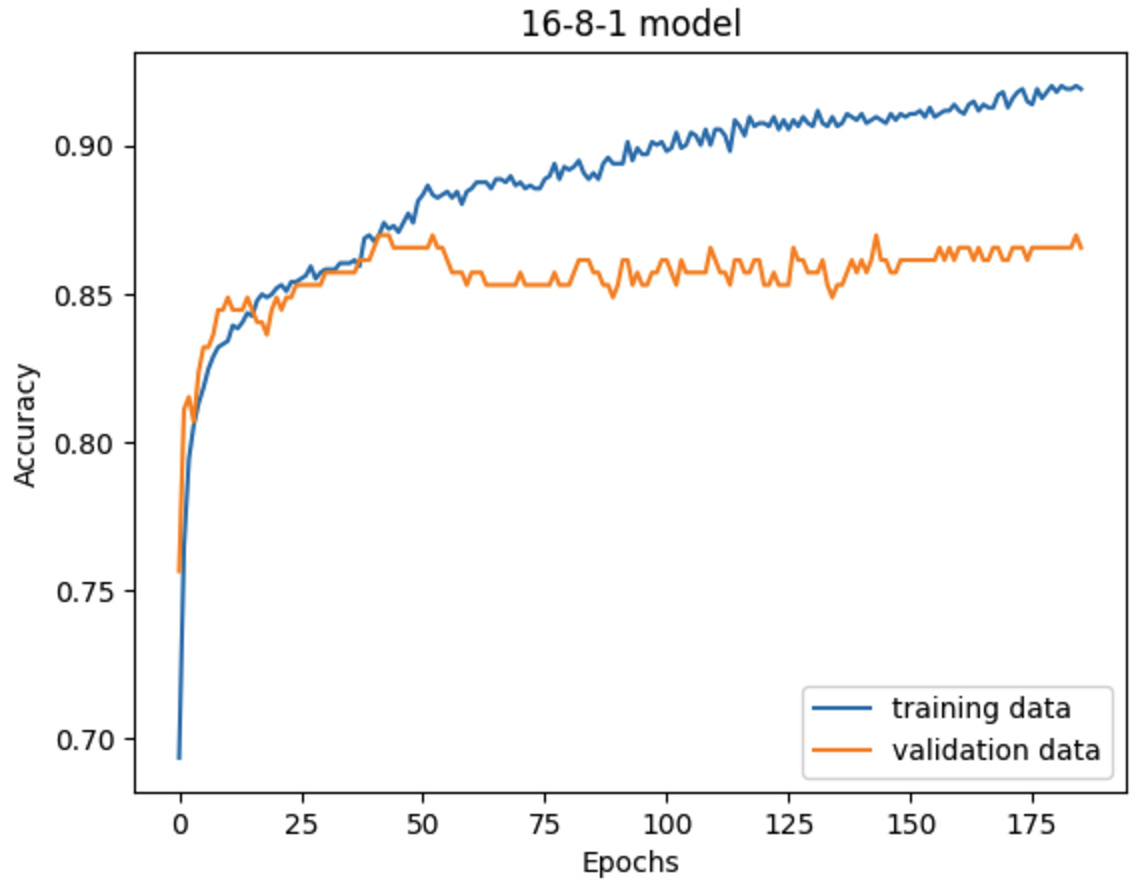 16-8-1 model
0.90
0.85
0.80
0.75
0.70
Accuracy
training data
validation data
0 25 50 75 100 125 150 175
Epochs